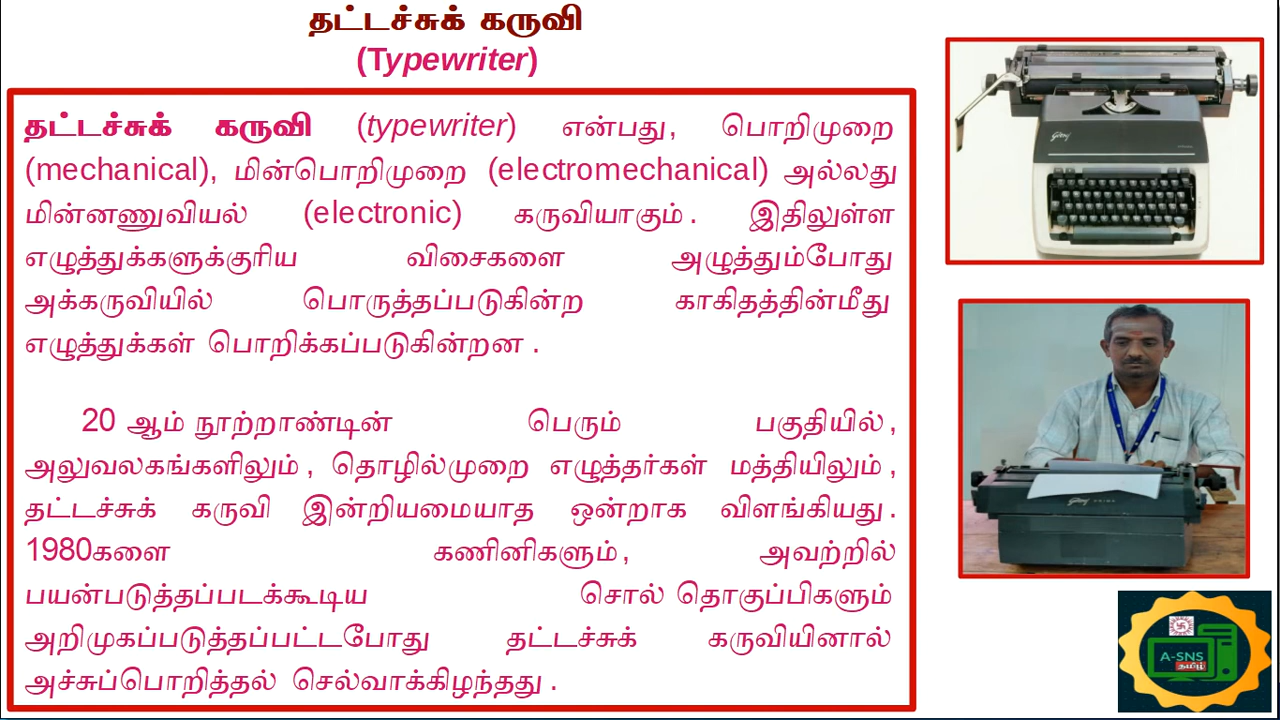 தட்டச்சுக் கருவி
(Typewriter)
தட்டச்சுக் கருவி (typewriter) என்பது, பொறிமுறை
(mechanical), மின்பொறிமுறை (electromechanical) அல்லது
மின்னணுவியல் (electronic) கருவியாகும். இதிலுள்ள
எழுத்துக்களுக்குரிய விசைகளை அழுத்தும்போது
அக்கருவியில் பொருத்தப்படுகின்ற காகிதத்தின்மீது
எழுத்துக்கள் பொறிக்கப்படுகின்றன.
20 ஆம் நூற்றாண்டின் பெரும் பகுதியில்,
அலுவலகங்களிலும், தொழில்முறை எழுத்தர்கள் மத்தியிலும்,
தட்டச்சுக் கருவி இன்றியமையாத ஒன்றாக விளங்கியது.
1980களை கணினிகளும், அவற்றில்
பயன்படுத்தப்படக்கூடிய சொல் தொகுப்பிகளும்
அறிமுகப்படுத்தப்பட்டபோது தட்டச்சுக் கருவியினால்
அச்சுப்பொறித்தல் செல்வாக்கிழந்தது.
Godrej
Godrej PRIMA
A-SNS
தமிழ்